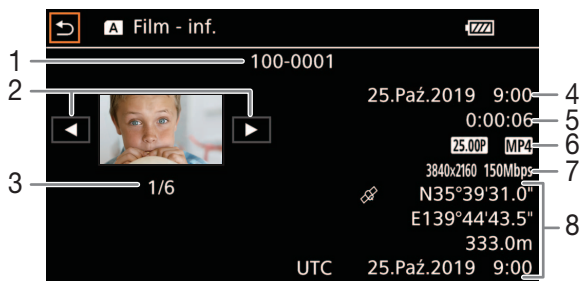 A Film - inf.
1 100-0001
2
25.Paź.2019 9:00 4
0:00:06 5
25.00P MP4 6
3840x2160 150Mbps 7
3 1/6
N35°39'31.0"
E139°44'43.5" 8
333.0m
UTC 25.Paź.2019 9:00